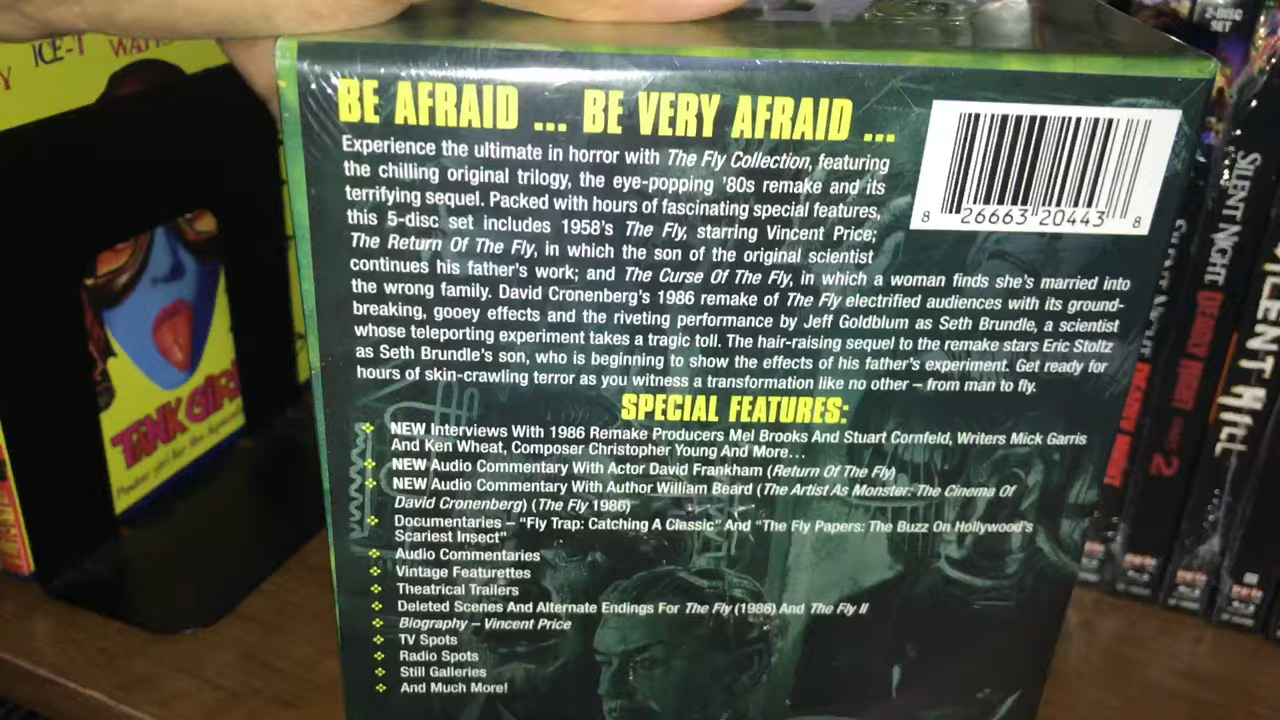 ICE-T WATTS
BE AFRAID ... BE VERY AFRAID ...
Experience the ultimate in horror with The Fly Collection, featuring
the chilling original trilogy, the eye-popping '80s remake and its
terrifying sequel. Packed with hours of fascinating special features,
this 5-disc set includes 1958's The Fly, starring Vincent Price;
The Return Of The Fly, in which the son of the original scientist
continues his father's work; and The Curse Of The Fly, in which a woman finds she's married into
the wrong family. David Cronenberg's 1986 remake of The Fly electrified audiences with its ground-
breaking, gooey effects and the riveting performance by Jeff Goldblum as Seth Brundle, a scientist
whose teleporting experiment takes a tragic toll. The hair-raising sequel to the remake stars Eric Stoltz
as Seth Brundle's son, who is beginning to show the effects of his father's experiment. Get ready for
hours of skin-crawling terror as you witness a transformation like no other – from man to fly.
8 26663 20443 8
SPECIAL FEATURES:
NEW Interviews With 1986 Remake Producers Mel Brooks And Stuart Cornfeld, Writers Mick Garris
And Ken Wheat, Composer Christopher Young And More...
NEW Audio Commentary With Actor David Frankham (Return Of The Fly)
NEW Audio Commentary With Author William Beard (The Artist As Monster: The Cinema Of
David Cronenberg) (The Fly 1986)
Documentaries – "Fly Trap: Catching A Classic" And "The Fly Papers: The Buzz On Hollywood's
Scariest Insect"
Audio Commentaries
Vintage Featurettes
Theatrical Trailers
Deleted Scenes And Alternate Endings For The Fly (1986) And The Fly II
Biography – Vincent Price
TV Spots
Radio Spots
Still Galleries
And Much More!
TANK GIRL
2-DISC
SET
SILENT NIGHT DEADLY NIGHT
SILENT NIGHT DEADLY NIGHT PART 2
SILENT HILL